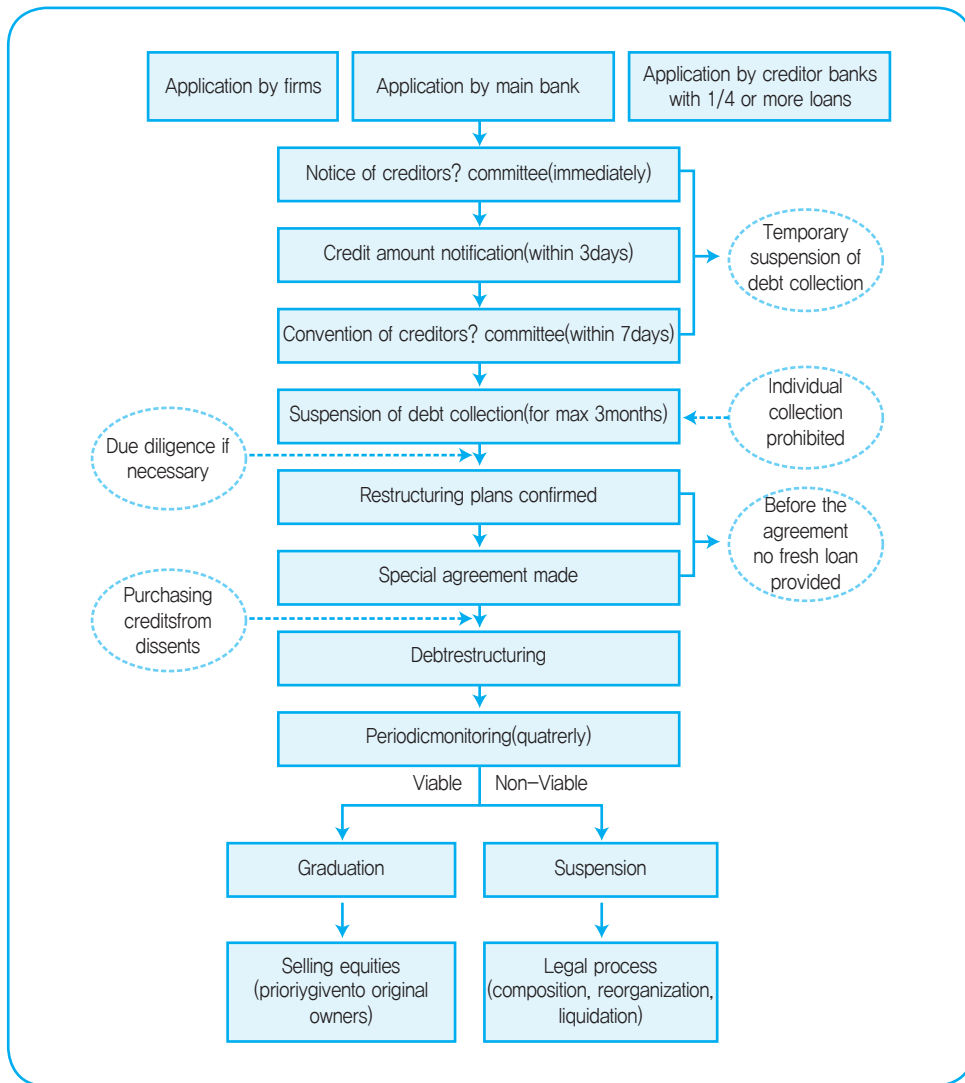 Application by firms
Application by main bank
Application by creditor banks
with 1/4 or more loans
Notice of creditors? committee(immediately)
Credit amount notification(within 3days)
Temporary
suspension of
debt collection
Convention of creditors? committee(within 7days)
Suspension of debt collection(for max 3months)
Individual
collection
prohibited
Due diligence if
necessary
Restructuring plans confirmed
Before the
agreement
no fresh loan
provided
Special agreement made
Purchasing
creditsfrom
dissents
Debtrestructuring
Periodicmonitoring(quatrerly)
Viable
Non-Viable
Graduation
Suspension
Selling equities
(prioriygivento original
owners)
Legal process
(composition, reorganization,
liquidation)